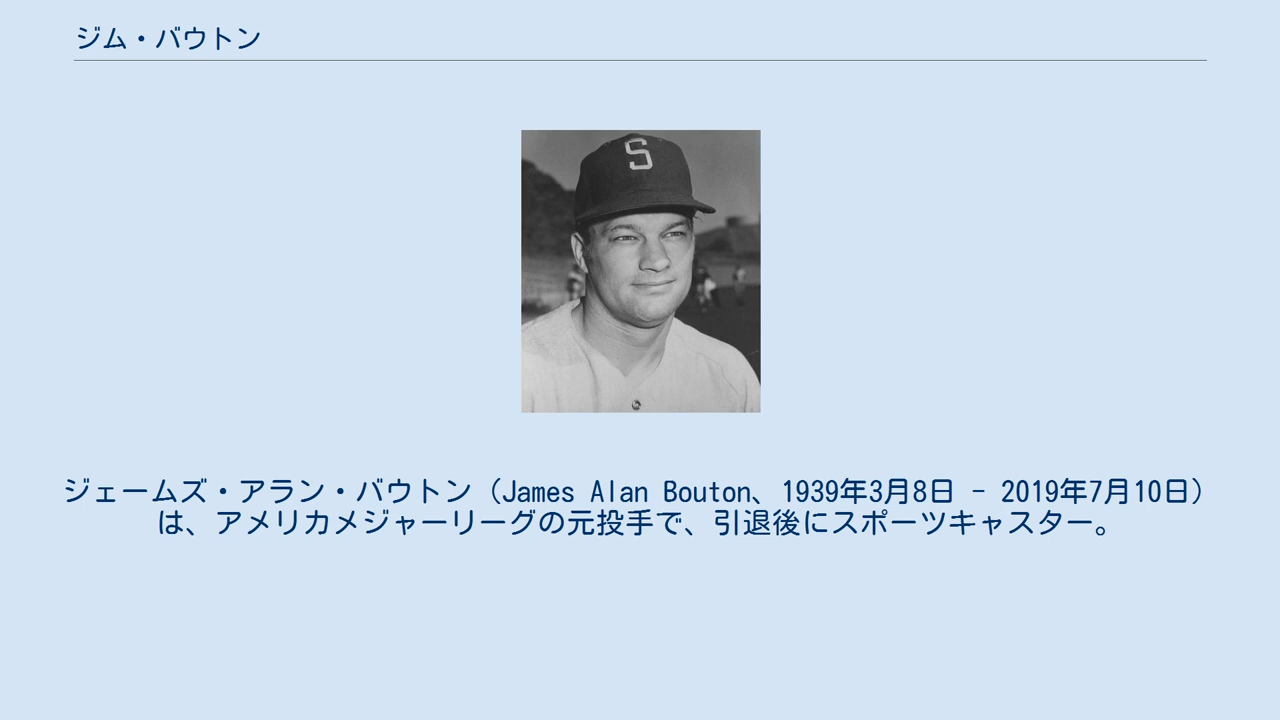 ジム・バウトン
S
ジェームズ・アラン・バウトン（James Alan Bouton、1939年3月8日 - 2019年7月10日）
は、アメリカメジャーリーグの元投手で、引退後にスポーツキャスター。